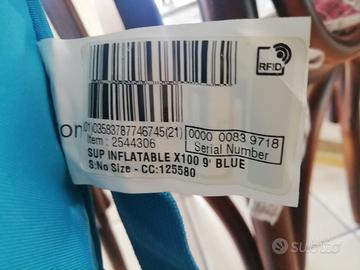 RFID
(01)03583787746745(21)
0000 0083 9718
Item : 2544306
Serial Number
SUP INFLATABLE X100 9' BLUE
S:No Size - CC:125580
subito